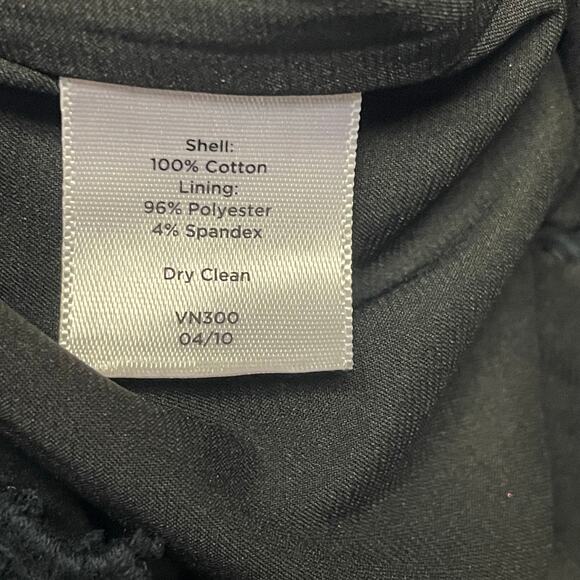 Shell:
100% Cotton
Lining:
96% Polyester
4% Spandex
Dry Clean
VN300
04/10